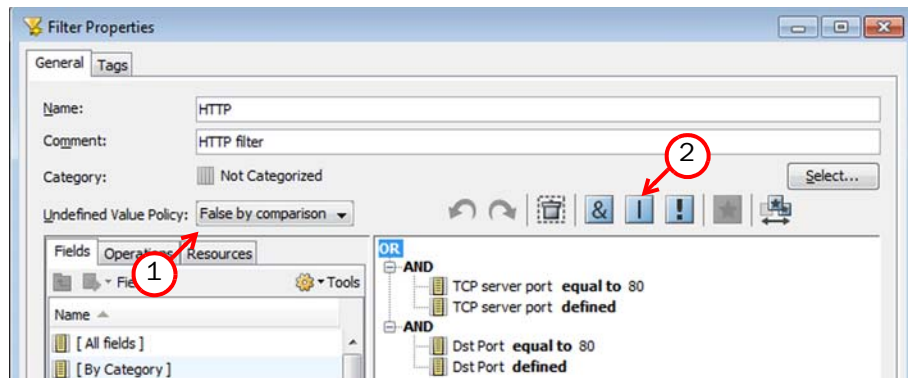 Filter Properties
General Tags
Name: HTTP
Comment: HTTP filter
2
Category: Not Categorized Select...
Undefined Value Policy: False by comparison & | !
Fields Operations Resources
1
Tools
Name
[ All fields ]
[ By Category ]
OR
AND
TCP server port equal to 80
TCP server port defined
AND
Dst Port equal to 80
Dst Port defined